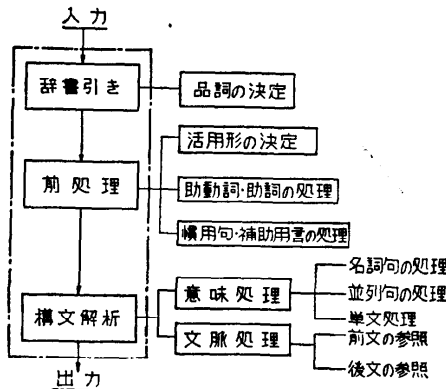 入力
辞書引き
品詞の決定
活用形の決定
前処理
助動詞・助詞の処理
慣用句・補助用言の処理
名詞句の処理
意味処理
並列句の処理
構文解析
単文処理
文脈処理
前文の参照
後文の参照
出力